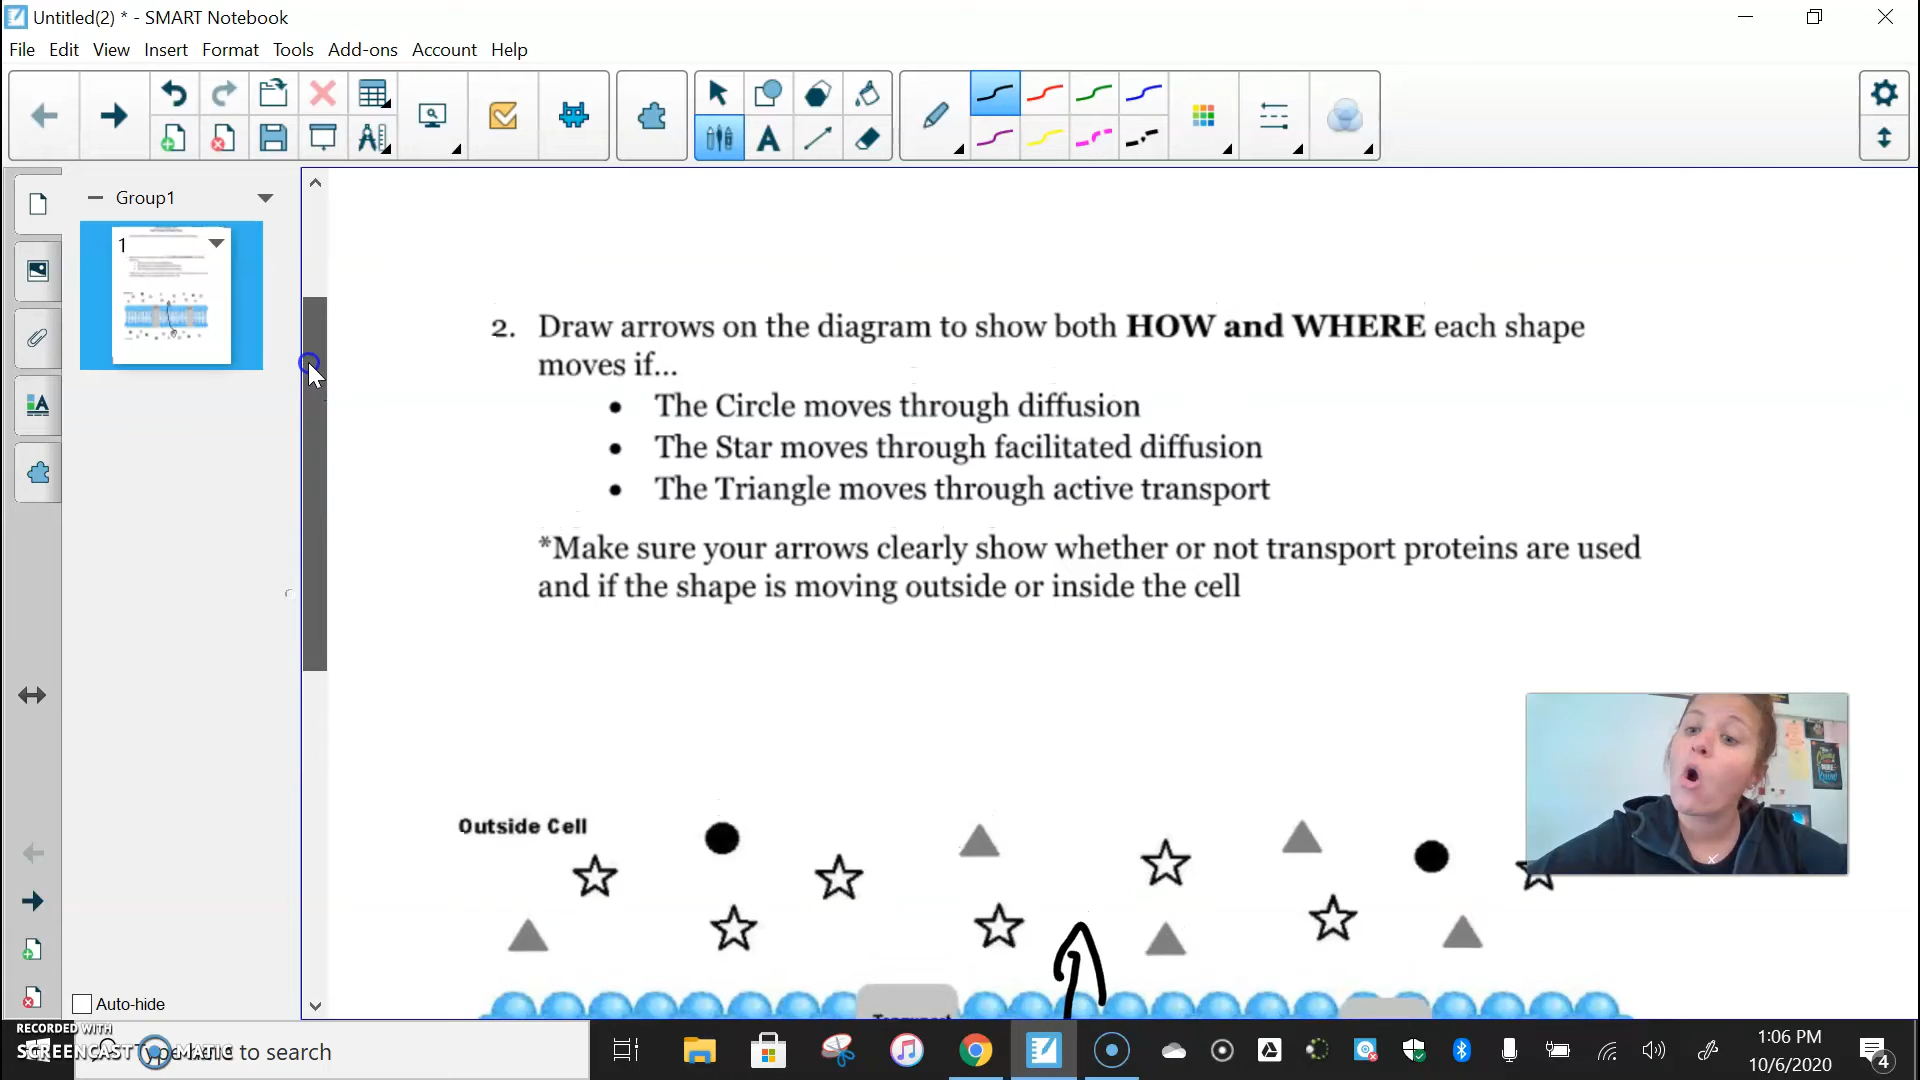 Untitled(2) * - SMART Notebook
File Edit View Insert Format Tools Add-ons Account Help
Group1
1
2. Draw arrows on the diagram to show both HOW and WHERE each shape
moves if...
• The Circle moves through diffusion
• The Star moves through facilitated diffusion
• The Triangle moves through active transport
*Make sure your arrows clearly show whether or not transport proteins are used
and if the shape is moving outside or inside the cell
Outside Cell
Auto-hide
RECORDED WITH
SCREENCAST MATIC
to search
1:06 PM
10/6/2020
4